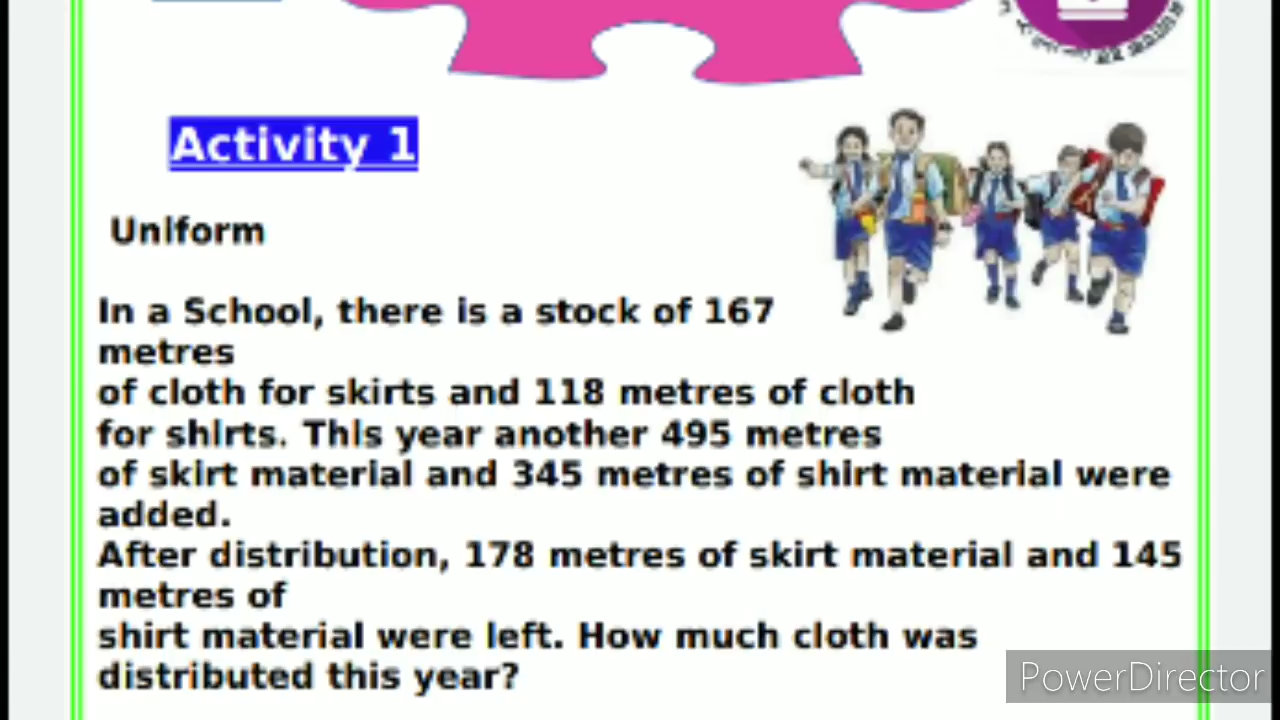 Activity 1
Uniform
In a School, there is a stock of 167
metres
of cloth for skirts and 118 metres of cloth
for shirts. This year another 495 metres
of skirt material and 345 metres of shirt material were
added.
After distribution, 178 metres of skirt material and 145
metres of
shirt material were left. How much cloth was
distributed this year?
PowerDirector